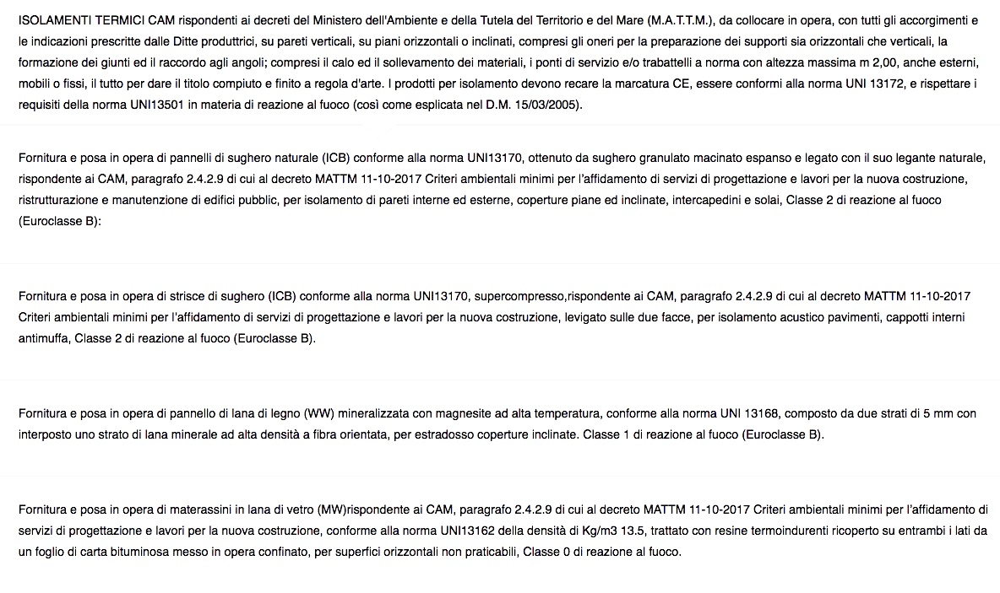 ISOLAMENTI TERMICI CAM rispondenti ai decreti del Ministero dell'Ambiente e della Tutela del Territorio e del Mare (M.A.T.T.M.), da collocare in opera, con tutti gli accorgimenti e
le indicazioni prescritte dalle Ditte produttrici, su pareti verticali, su piani orizzontali o inclinati, compresi gli oneri per la preparazione dei supporti sia orizzontali che verticali, la
formazione dei giunti ed il raccordo agli angoli; compresi il calo ed il sollevamento dei materiali, i ponti di servizio e/o trabattelli a norma con altezza massima m 2,00, anche esterni,
mobili o fissi, il tutto per dare il titolo compiuto e finito a regola d'arte. I prodotti per isolamento devono recare la marcatura CE, essere conformi alla norma UNI 13172, e rispettare i
requisiti della norma UNI13501 in materia di reazione al fuoco (così come esplicata nel D.M. 15/03/2005).
Fornitura e posa in opera di pannelli di sughero naturale (ICB) conforme alla norma UNI13170, ottenuto da sughero granulato macinato espanso e legato con il suo legante naturale,
rispondente ai CAM, paragrafo 2.4.2.9 di cui al decreto MATTM 11-10-2017 Criteri ambientali minimi per l'affidamento di servizi di progettazione e lavori per la nuova costruzione,
ristrutturazione e manutenzione di edifici pubblic, per isolamento di pareti interne ed esterne, coperture piane ed inclinate, intercapedini e solai, Classe 2 di reazione al fuoco
(Euroclasse B):
Fornitura e posa in opera di strisce di sughero (ICB) conforme alla norma UNI13170, supercompresso,rispondente ai CAM, paragrafo 2.4.2.9 di cui al decreto MATTM 11-10-2017
Criteri ambientali minimi per l'affidamento di servizi di progettazione e lavori per la nuova costruzione, levigato sulle due facce, per isolamento acustico pavimenti, cappotti interni
antimuffa, Classe 2 di reazione al fuoco (Euroclasse B).
Fornitura e posa in opera di pannello di lana di legno (WW) mineralizzata con magnesite ad alta temperatura, conforme alla norma UNI 13168, composto da due strati di 5 mm con
interposto uno strato di lana minerale ad alta densità a fibra orientata, per estradosso coperture inclinate. Classe 1 di reazione al fuoco (Euroclasse B).
Fornitura e posa in opera di materassini in lana di vetro (MW)rispondente ai CAM, paragrafo 2.4.2.9 di cui al decreto MATTM 11-10-2017 Criteri ambientali minimi per l'affidamento di
servizi di progettazione e lavori per la nuova costruzione, conforme alla norma UNI13162 della densità di Kg/m3 13.5, trattato con resine termoindurenti ricoperto su entrambi i lati da
un foglio di carta bituminosa messo in opera confinato, per superfici orizzontali non praticabili, Classe 0 di reazione al fuoco.